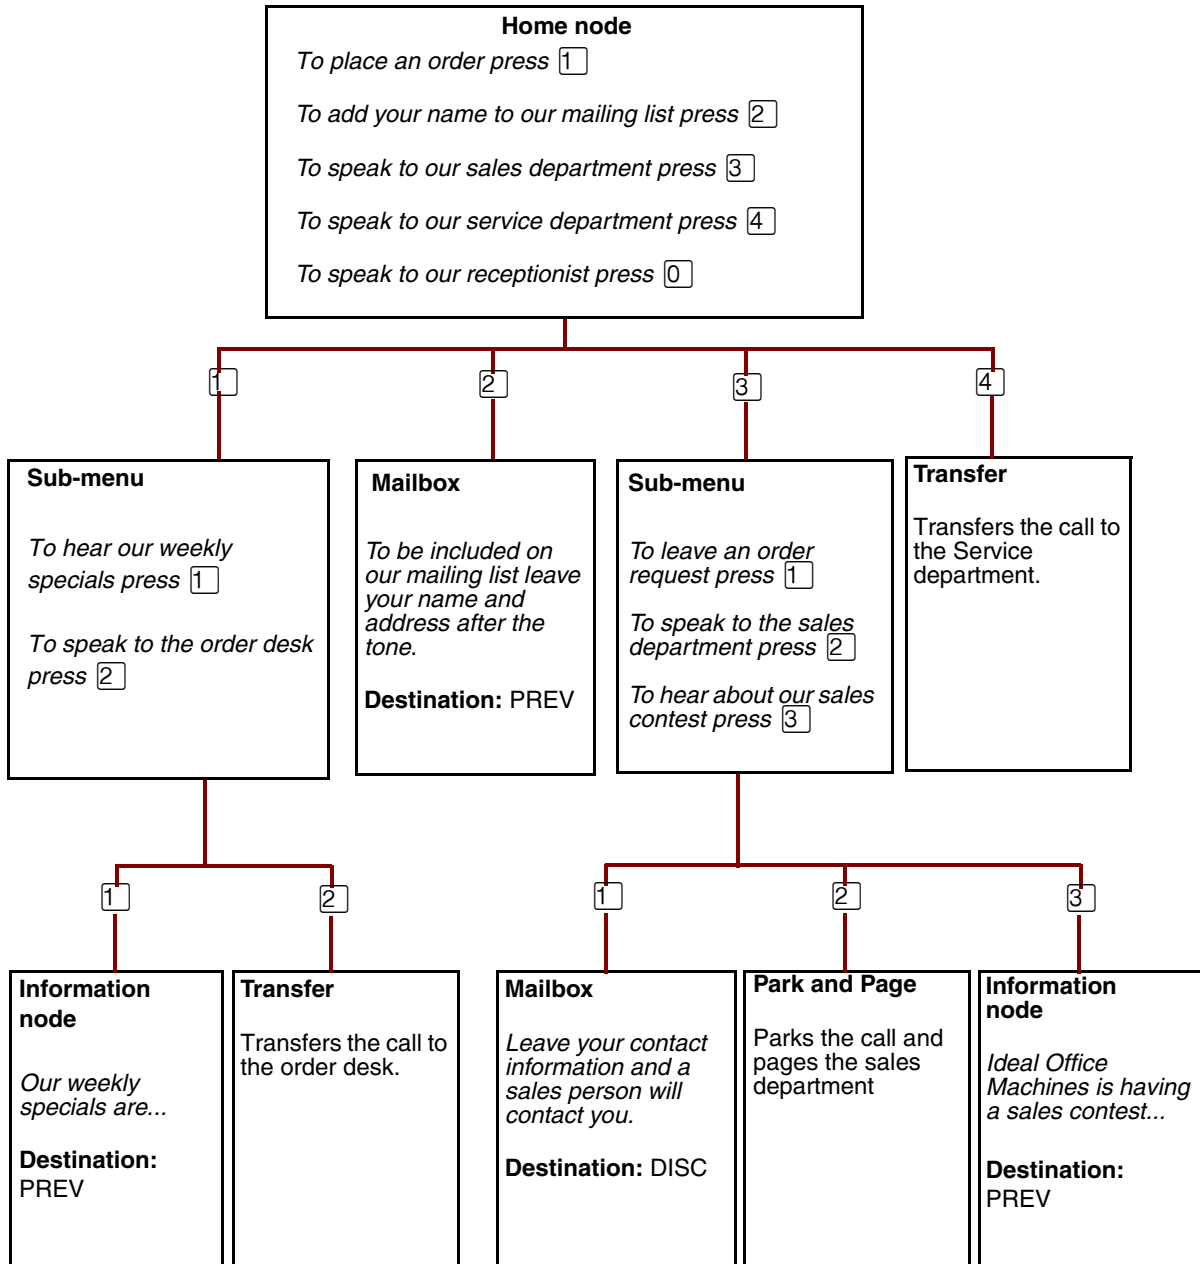 Home node
To place an order press 1
To add your name to our mailing list press 2
To speak to our sales department press 3
To speak to our service department press 4
To speak to our receptionist press 0
1
2
3
4
Sub-menu
To hear our weekly
specials press 1
To speak to the order desk
press 2
Mailbox
To be included on
our mailing list leave
your name and
address after the
tone.
Destination: PREV
Sub-menu
To leave an order
request press 1
To speak to the sales
department press 2
To hear about our sales
contest press 3
Transfer
Transfers the call to
the Service
department.
1
2
1
2
3
Information
node
Our weekly
specials are...
Destination:
PREV
Transfer
Transfers the call to
the order desk.
Mailbox
Leave your contact
information and a
sales person will
contact you.
Destination: DISC
Park and Page
Parks the call and
pages the sales
department
Information
node
Ideal Office
Machines is having
a sales contest...
Destination:
PREV